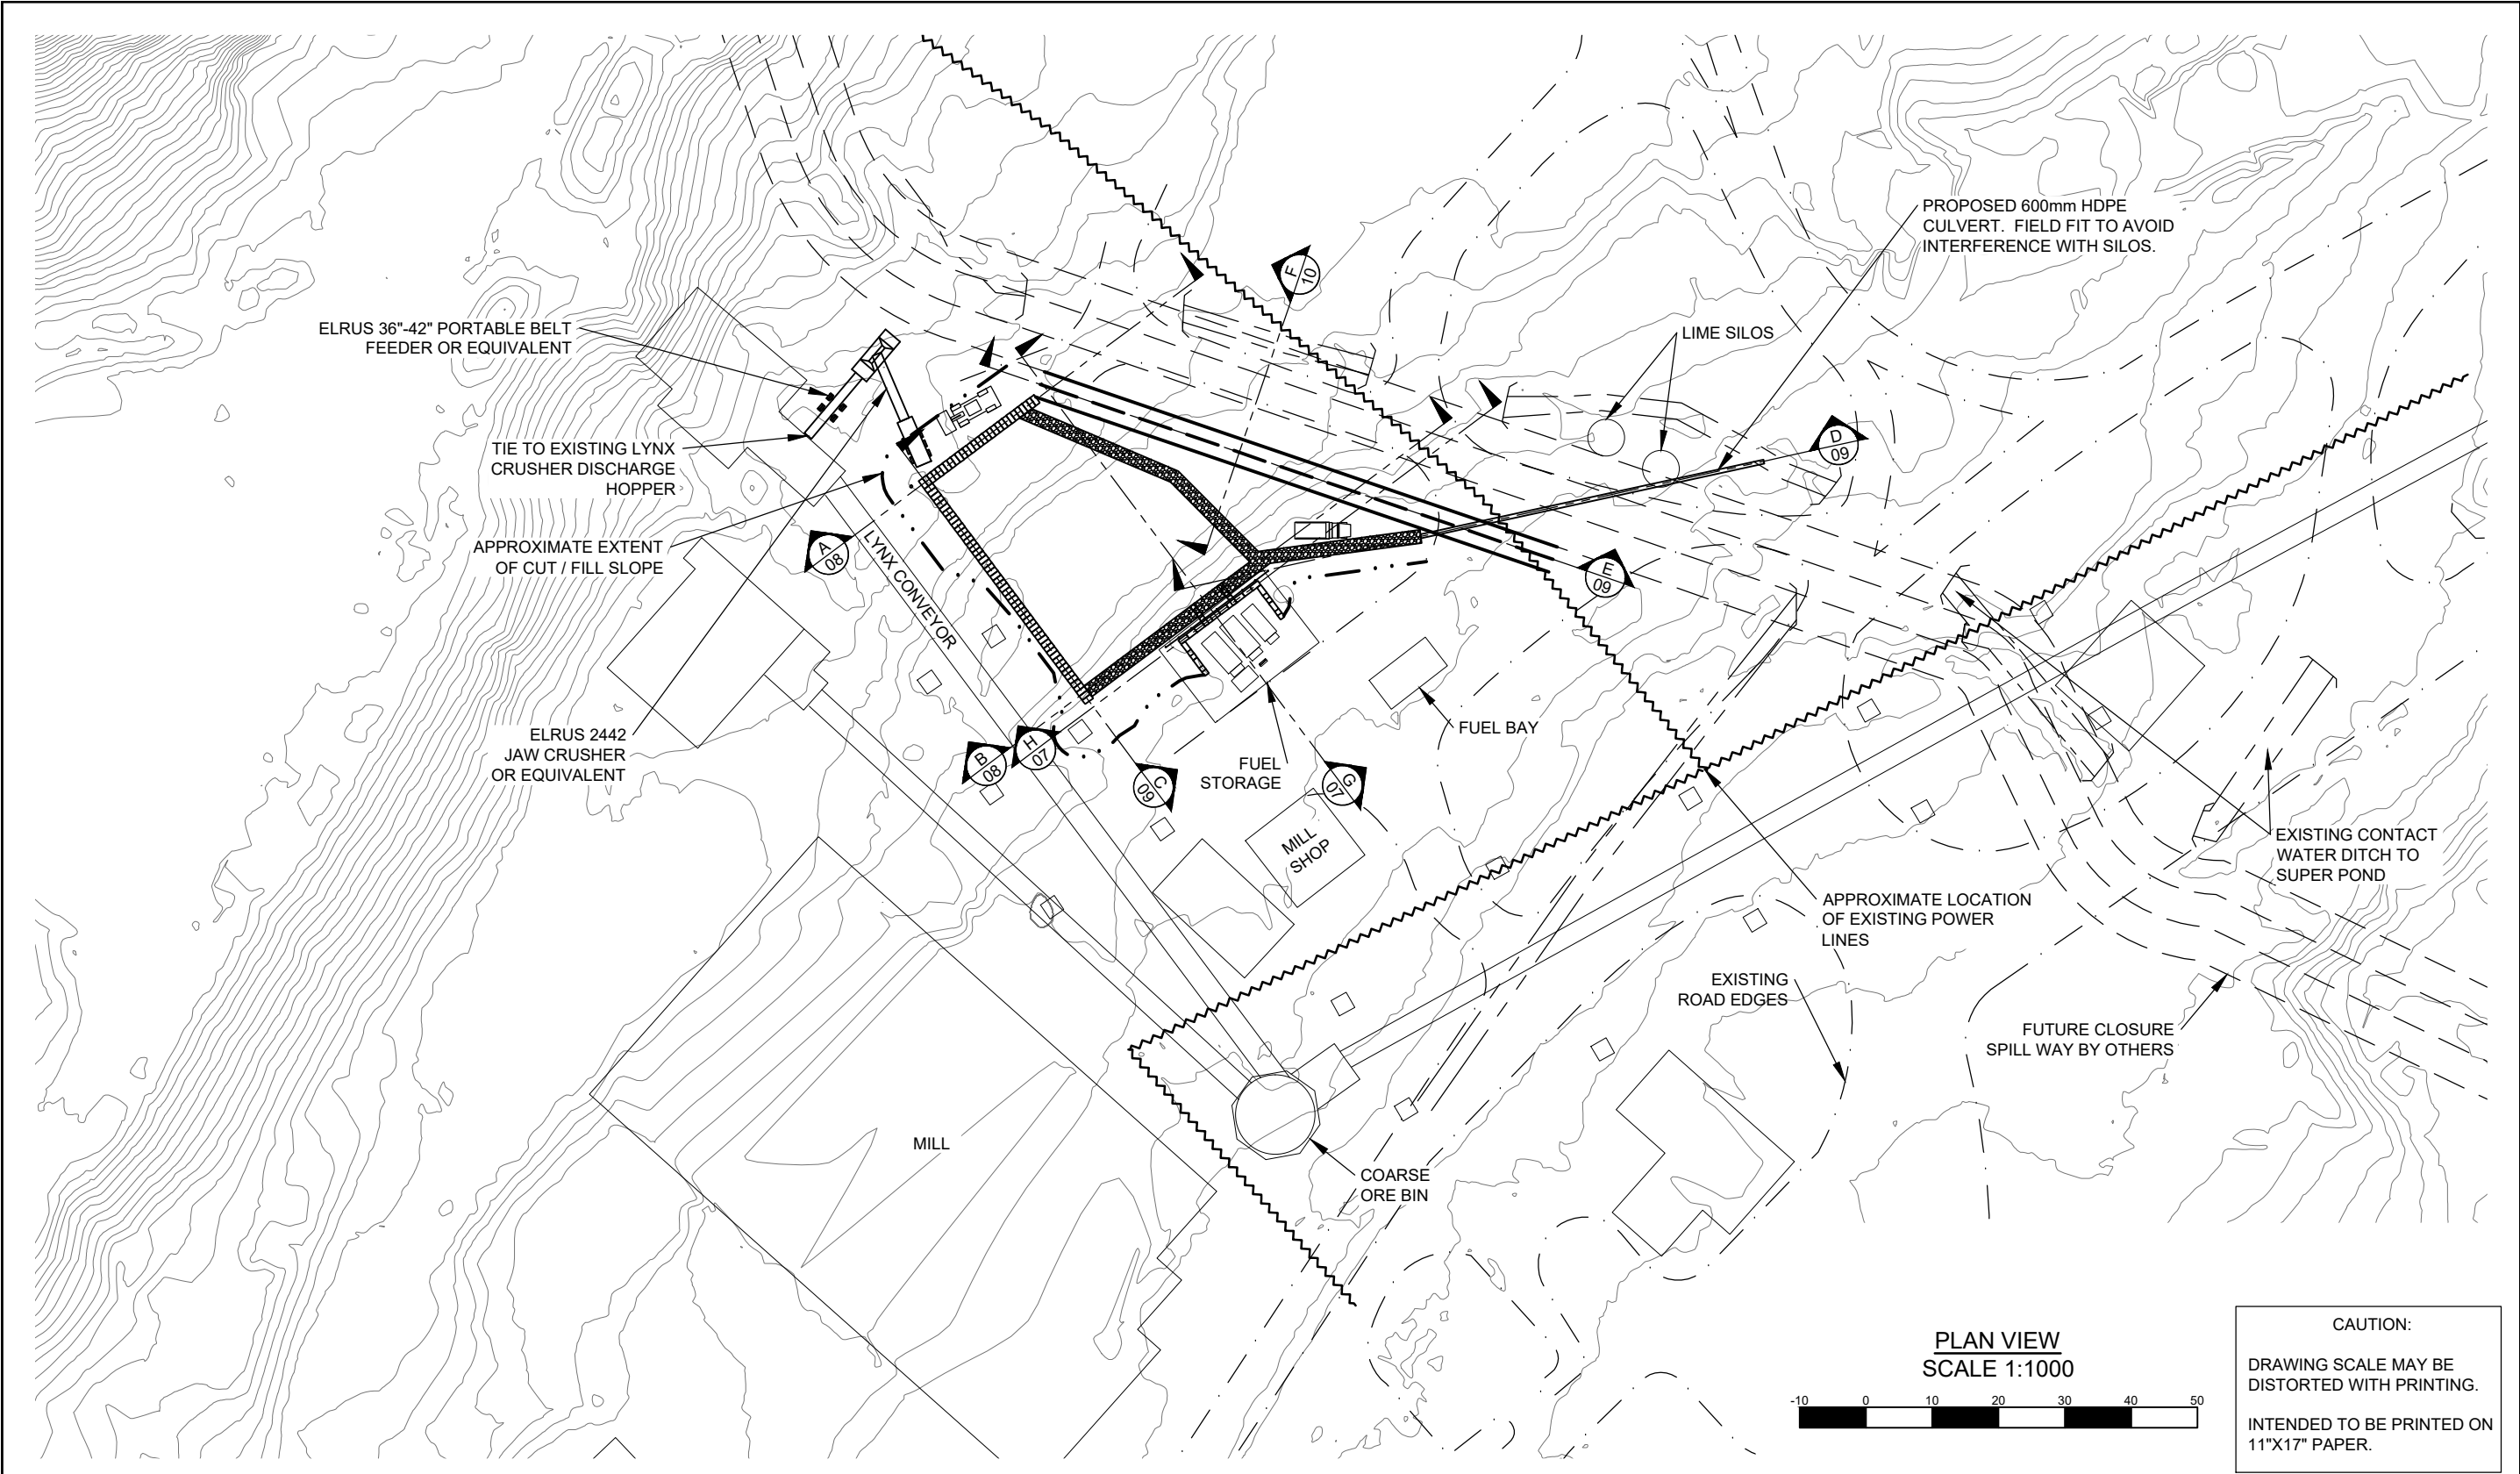 PROPOSED 600mm HDPE
CULVERT. FIELD FIT TO AVOID
INTERFERENCE WITH SILOS.
F
10
ELRUS 36"-42" PORTABLE BELT
FEEDER OR EQUIVALENT
LIME SILOS
TIE TO EXISTING LYNX
CRUSHER DISCHARGE
HOPPER
D
09
APPROXIMATE EXTENT
OF CUT / FILL SLOPE
A
08
LYNX CONVEYOR
E
09
ELRUS 2442
JAW CRUSHER
OR EQUIVALENT
B
08
H
07
C
09
FUEL
STORAGE
G
07
FUEL BAY
MILL
SHOP
EXISTING CONTACT
WATER DITCH TO
SUPER POND
APPROXIMATE LOCATION
OF EXISTING POWER
LINES
EXISTING
ROAD EDGES
FUTURE CLOSURE
SPILL WAY BY OTHERS
MILL
COARSE
ORE BIN
PLAN VIEW
SCALE 1:1000
-10 0 10 20 30 40 50
CAUTION:
DRAWING SCALE MAY BE
DISTORTED WITH PRINTING.
INTENDED TO BE PRINTED ON
11"X17" PAPER.